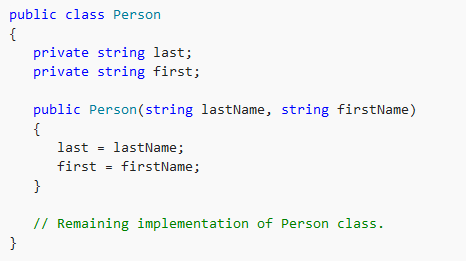 public class Person
{
   private string last;
   private string first;

   public Person(string lastName, string firstName)
   {
      last = lastName;
      first = firstName;
   }

   // Remaining implementation of Person class.
}